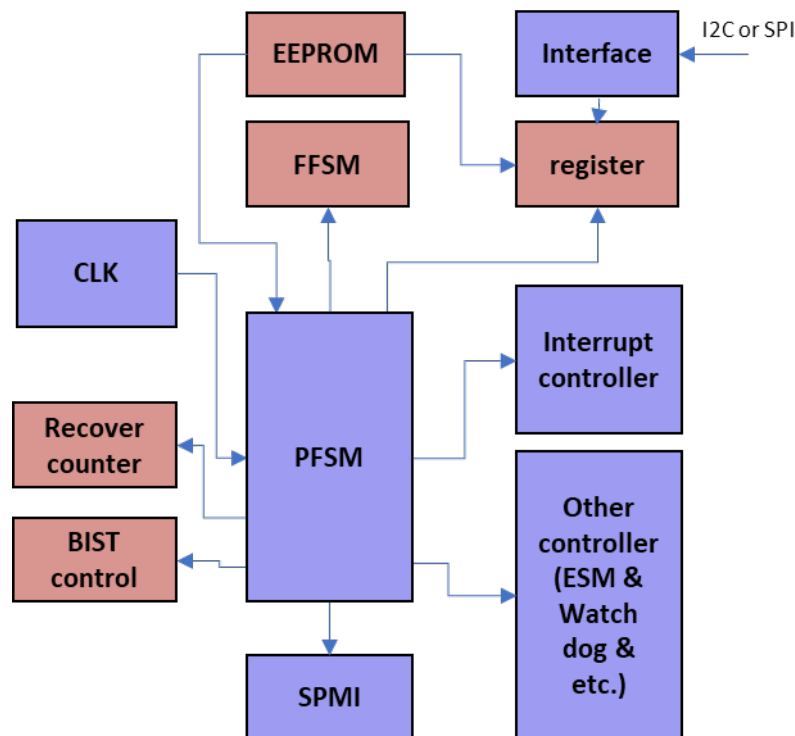 EEPROM
Interface
I2C or SPI
FFSM
register
CLK
Interrupt
controller
Recover
counter
PFSM
BIST
control
Other
controller
(ESM &
Watch
dog &
etc.)
SPMI